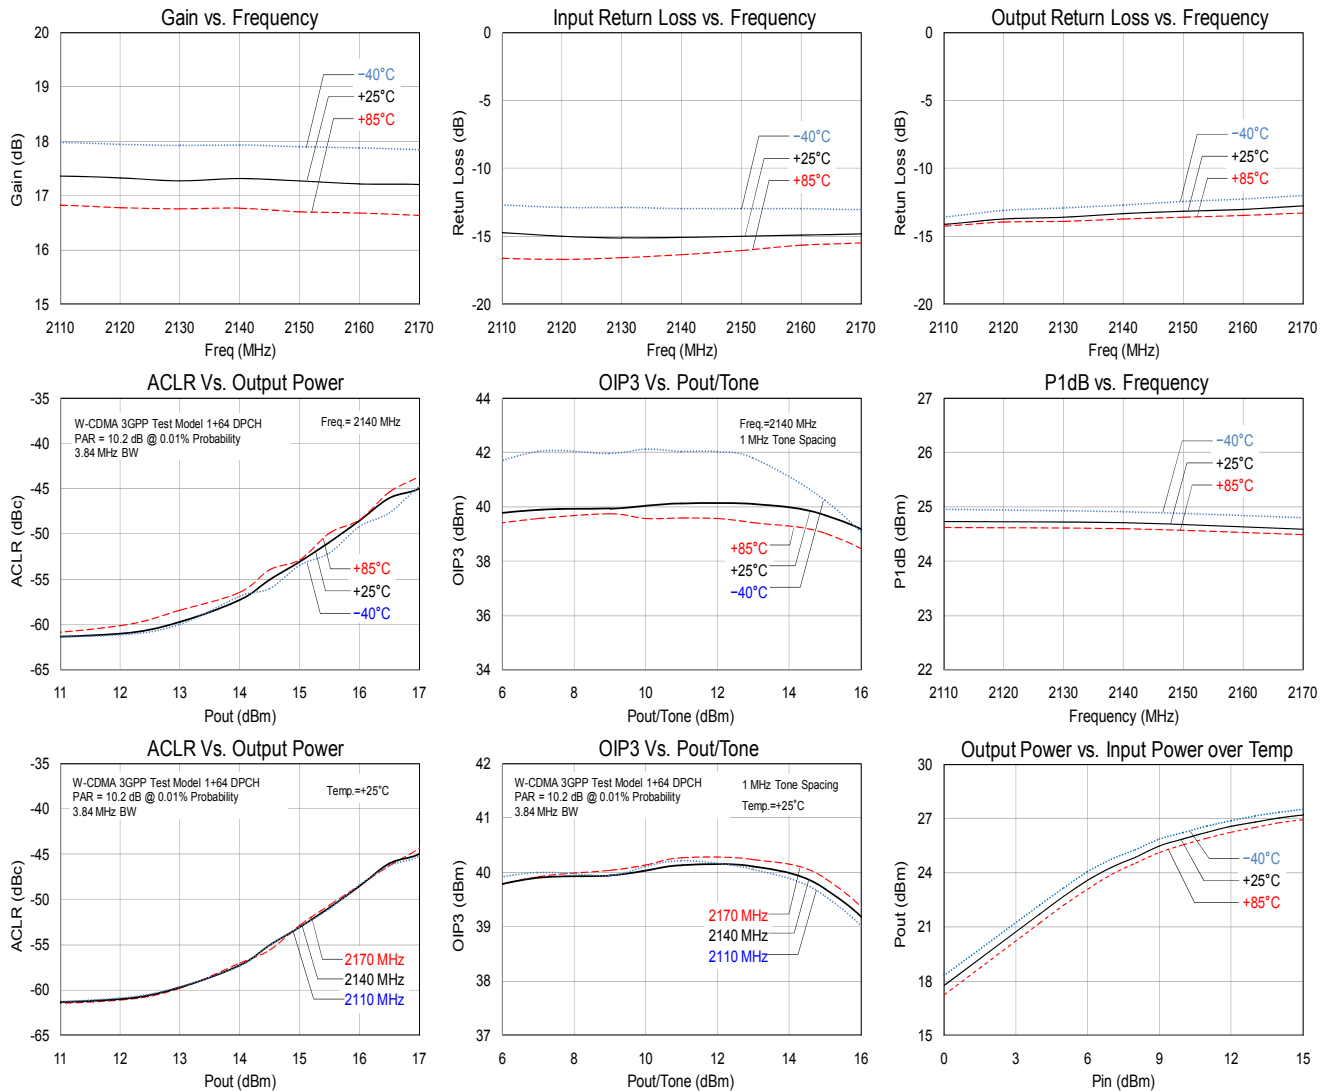 Gain vs. Frequency
20
19
18
17
16
15
Gain (dB)
−40°C
+25°C
+85°C
2110 2120 2130 2140 2150 2160 2170
Freq (MHz)
Input Return Loss vs. Frequency
0
-5
-10
-15
-20
Retun Loss (dB)
−40°C
+25°C
+85°C
2110 2120 2130 2140 2150 2160 2170
Freq (MHz)
Output Return Loss vs. Frequency
0
-5
-10
-15
-20
Retun Loss (dB)
−40°C
+25°C
+85°C
2110 2120 2130 2140 2150 2160 2170
Freq (MHz)
ACLR Vs. Output Power
-35
-40
-45
-50
-55
-60
-65
ACLR (dBc)
W-CDMA 3GPP Test Model 1+64 DPCH
PAR = 10.2 dB @ 0.01% Probability
3.84 MHz BW
Freq.= 2140 MHz
+85°C
+25°C
−40°C
11 12 13 14 15 16 17
Pout (dBm)
OIP3 Vs. Pout/Tone
44
42
40
38
36
34
OIP3 (dBm)
Freq.=2140 MHz
1 MHz Tone Spacing
+85°C
+25°C
−40°C
6 8 10 12 14 16
Pout/Tone (dBm)
P1dB vs. Frequency
27
26
25
24
23
22
P1dB (dBm)
−40°C
+25°C
+85°C
2110 2120 2130 2140 2150 2160 2170
Frequency (MHz)
ACLR Vs. Output Power
-35
-40
-45
-50
-55
-60
-65
ACLR (dBc)
W-CDMA 3GPP Test Model 1+64 DPCH
PAR = 10.2 dB @ 0.01% Probability
3.84 MHz BW
Temp.=+25°C
2170 MHz
2140 MHz
2110 MHz
11 12 13 14 15 16 17
Pout (dBm)
OIP3 Vs. Pout/Tone
42
41
40
39
38
37
OIP3 (dBm)
W-CDMA 3GPP Test Model 1+64 DPCH
PAR = 10.2 dB @ 0.01% Probability
3.84 MHz BW
1 MHz Tone Spacing
Temp.=+25°C
2170 MHz
2140 MHz
2110 MHz
6 8 10 12 14 16
Pout/Tone (dBm)
Output Power vs. Input Power over Temp
30
27
24
21
18
15
Pout (dBm)
−40°C
+25°C
+85°C
0 3 6 9 12 15
Pin (dBm)